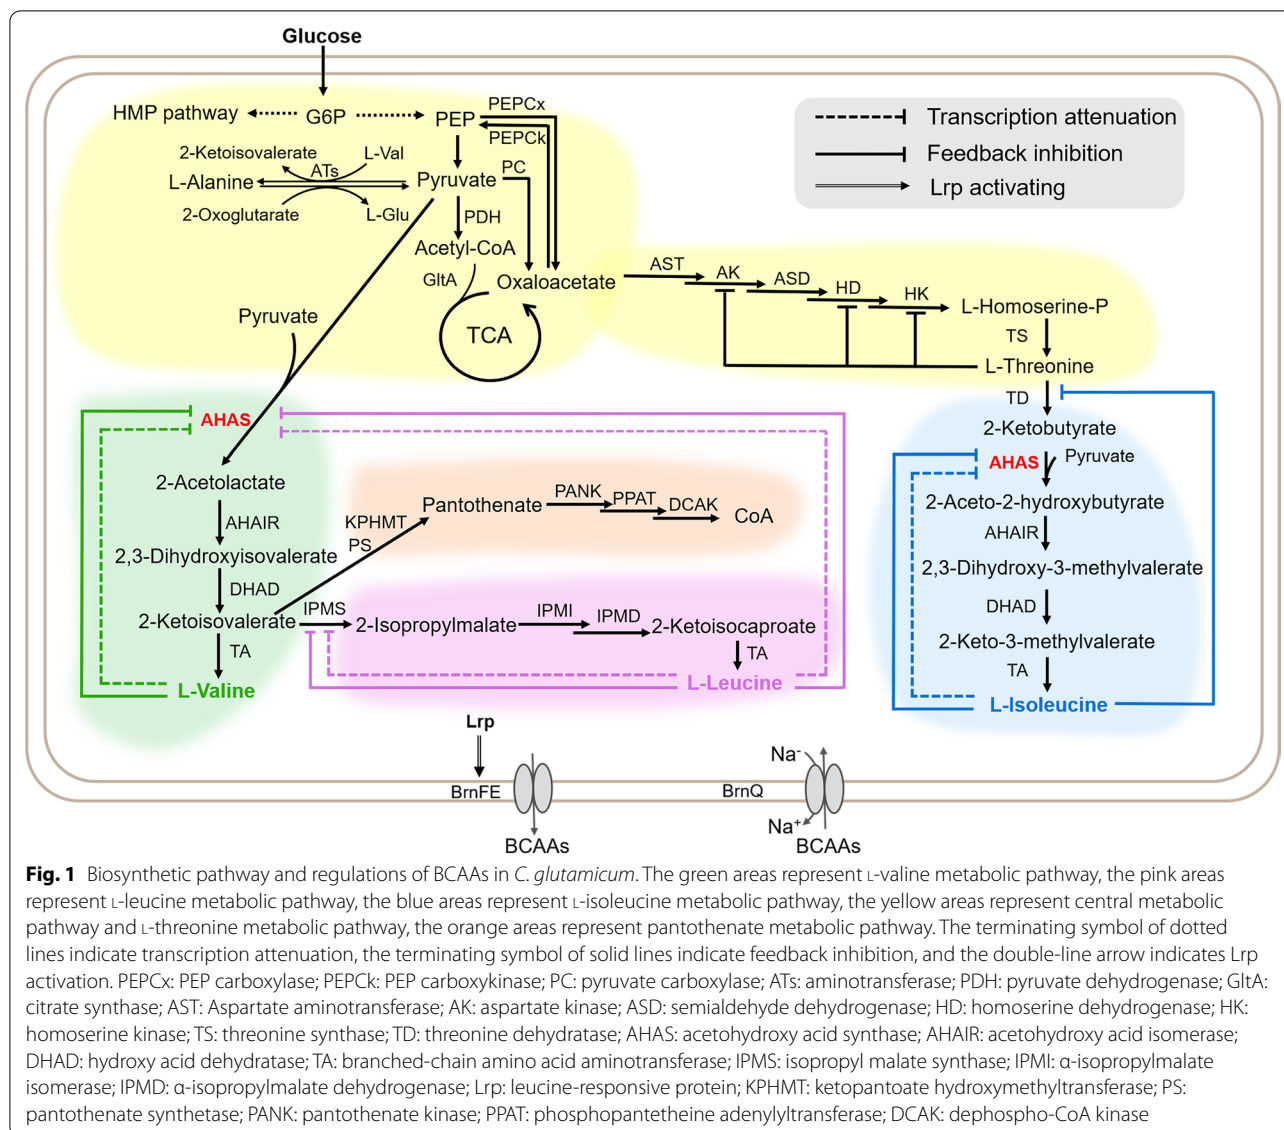 Glucose
HMP pathway
G6P
PEP
PEPCx
PEPCk
2-Ketoisovalerate
L-Val
ATs
PC
L-Alanine
Pyruvate
2-Oxoglutarate
L-Glu
PDH
Acetyl-CoA
GltA
Oxaloacetate
TCA
Pyruvate
Transcription attenuation
Feedback inhibition
Lrp activating
AST
AK
ASD
HD
HK
L-Homoserine-P
TS
L-Threonine
TD
2-Ketobutyrate
AHAS
Pyruvate
2-Aceto-2-hydroxybutyrate
AHAIR
2,3-Dihydroxy-3-methylvalerate
DHAD
2-Keto-3-methylvalerate
TA
L-Isoleucine
AHAS
2-Acetolactate
AHAIR
2,3-Dihydroxyisovalerate
DHAD
2-Ketoisovalerate
TA
L-Valine
KPHMT
PS
Pantothenate
PANK
PPAT
DCAK
CoA
IPMS
2-Isopropylmalate
IPMI
IPMD
2-Ketoisocaproate
TA
L-Leucine
Lrp
BrnFE
BCAAs
Na-
BrnQ
Na+
BCAAs
Fig. 1 Biosynthetic pathway and regulations of BCAAs in C. glutamicum. The green areas represent L-valine metabolic pathway, the pink areas
represent L-leucine metabolic pathway, the blue areas represent L-isoleucine metabolic pathway, the yellow areas represent central metabolic
pathway and L-threonine metabolic pathway, the orange areas represent pantothenate metabolic pathway. The terminating symbol of dotted
lines indicate transcription attenuation, the terminating symbol of solid lines indicate feedback inhibition, and the double-line arrow indicates Lrp
activation. PEPCx: PEP carboxylase; PEPCk: PEP carboxykinase; PC: pyruvate carboxylase; ATs: aminotransferase; PDH: pyruvate dehydrogenase; GltA:
citrate synthase; AST: Aspartate aminotransferase; AK: aspartate kinase; ASD: semialdehyde dehydrogenase; HD: homoserine dehydrogenase; HK:
homoserine kinase; TS: threonine synthase; TD: threonine dehydratase; AHAS: acetohydroxy acid synthase; AHAIR: acetohydroxy acid isomerase;
DHAD: hydroxy acid dehydratase; TA: branched-chain amino acid aminotransferase; IPMS: isopropyl malate synthase; IPMI: α-isopropylmalate
isomerase; IPMD: α-isopropylmalate dehydrogenase; Lrp: leucine-responsive protein; KPHMT: ketopantoate hydroxymethyltransferase; PS:
pantothenate synthetase; PANK: pantothenate kinase; PPAT: phosphopantetheine adenylyltransferase; DCAK: dephospho-CoA kinase